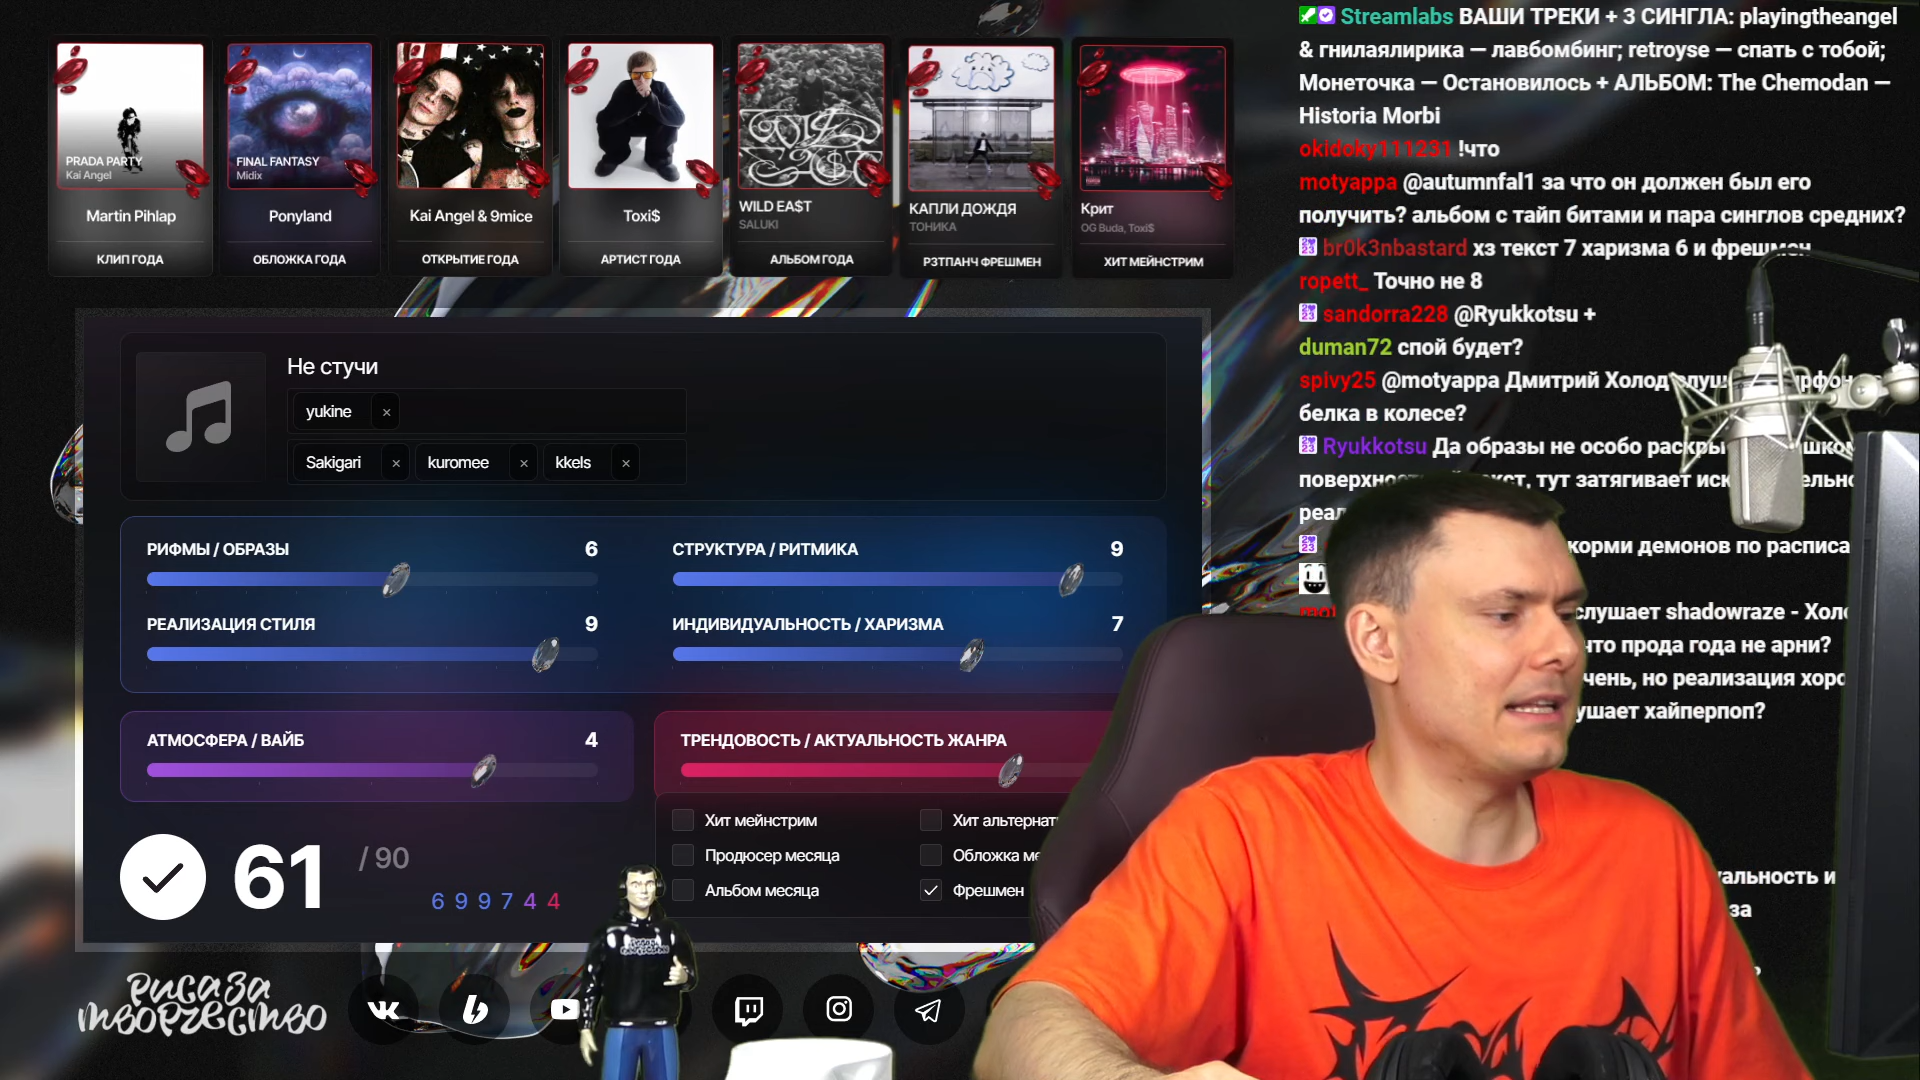 PRADA PARTY
Kai Angel
Martin Pihlap
КЛИП ГОДА
FINAL FANTASY
Midix
Ponyland
ОБЛОЖКА ГОДА
Kai Angel & 9mice
ОТКРЫТИЕ ГОДА
Toxi$
АРТИСТ ГОДА
WILD EA$T
SALUKI
АЛЬБОМ ГОДА
КАПЛИ ДОЖДЯ
ТОНИКА
РЗТПАНЧ ФРЕШМЕН
Крит
OG Buda, Toxi$
ХИТ МЕЙНСТРИМ
Не стучи
yukine ×
Sakigari × kuromee × kkels ×
РИФМЫ / ОБРАЗЫ 6
СТРУКТУРА / РИТМИКА 9
РЕАЛИЗАЦИЯ СТИЛЯ 9
ИНДИВИДУАЛЬНОСТЬ / ХАРИЗМА 7
АТМОСФЕРА / ВАЙБ 4
ТРЕНДОВОСТЬ / АКТУАЛЬНОСТЬ ЖАНРА
Хит мейнстрим
Продюсер месяца
Обложка
Альбом месяца
Фрешмен
61 / 90
6 9 9 7 4 4
РИСАЗА
ТВОРЧЕСТВО
Streamlabs ВАШИ ТРЕКИ + 3 СИНГЛА: playingtheangel
& гнилаялирика — лавбомбинг; retroyse — спать с тобой;
Монеточка — Остановилось + АЛЬБОМ: The Chemodan —
Historia Morbi
okidoky111231 !что
motyappa @autumnfal1 за что он должен был его
получить? альбом с тайп битами и пара синглов средних?
br0k3nbastard хз текст 7 харизма 6 и фрешмен
ropett_ Точно не 8
sandorra228 @Ryukkotsu +
duman72 спой будет?
spivy25 @motyappa Дмитрий Холод
белка в колесе?
Ryukkotsu Да образы не особо
тут затягивает
корми демонов по
слушает shadowraze -
что прода года не арни?
но реализация
хайперпоп?
и
за